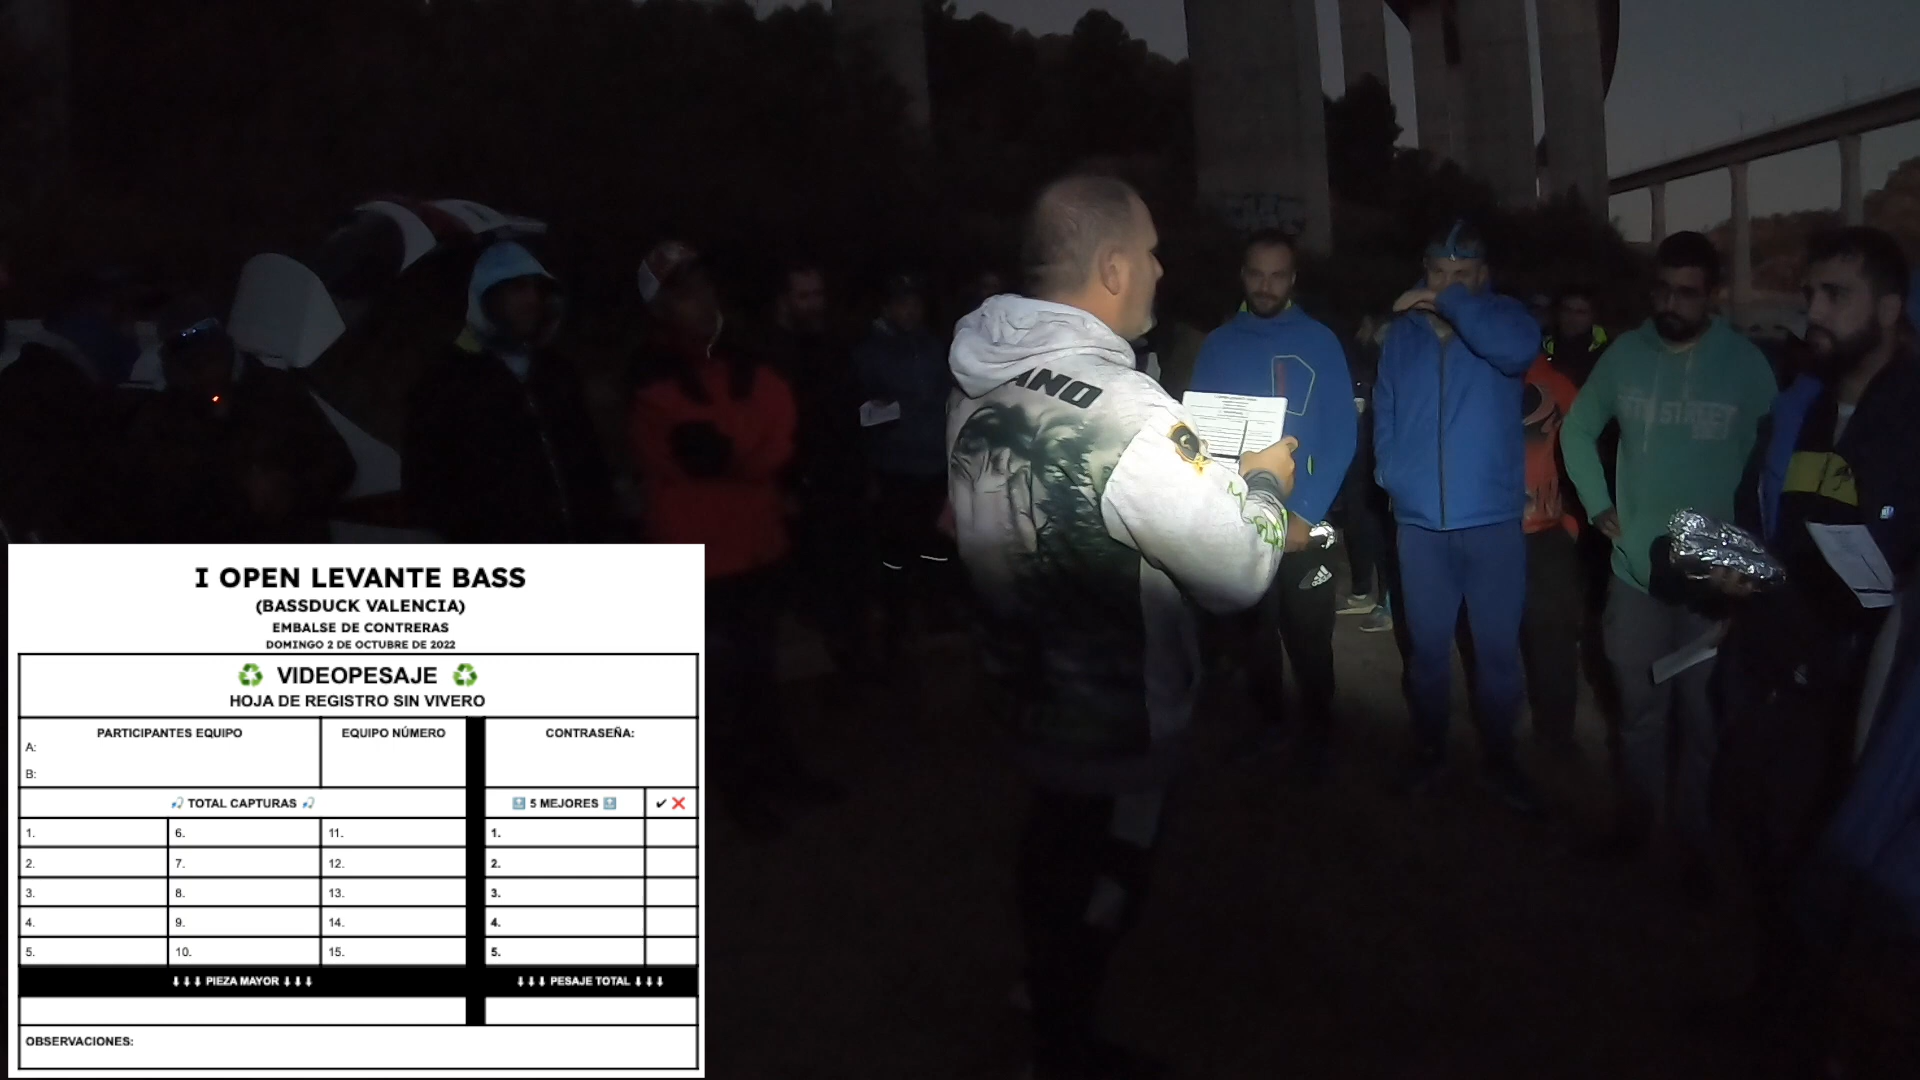 ANO
I OPEN LEVANTE BASS
(BASSDUCK VALENCIA)
EMBALSE DE CONTRERAS
DOMINGO 2 DE OCTUBRE DE 2022
♻ VIDEOPESAJE ♻
HOJA DE REGISTRO SIN VIVERO
PARTICIPANTES EQUIPO
A:
B:
EQUIPO NÚMERO
CONTRASEÑA:
🎣 TOTAL CAPTURAS 🎣
🔝 5 MEJORES 🔝
✔ ❌
1. 6. 11. 1.
2. 7. 12. 2.
3. 8. 13. 3.
4. 9. 14. 4.
5. 10. 15. 5.
⬇⬇⬇ PIEZA MAYOR ⬇⬇⬇
⬇⬇⬇ PESAJE TOTAL ⬇⬇⬇
OBSERVACIONES: